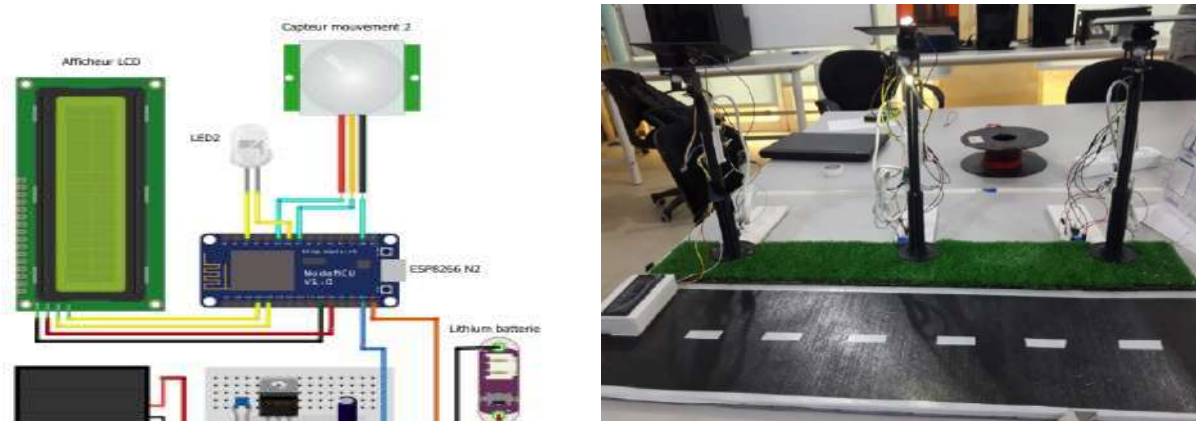 Capteur mouvement 2
Afficheur LCD
LED2
NodeMCU
V1.0
ESP8266 N2
Lithium batterie